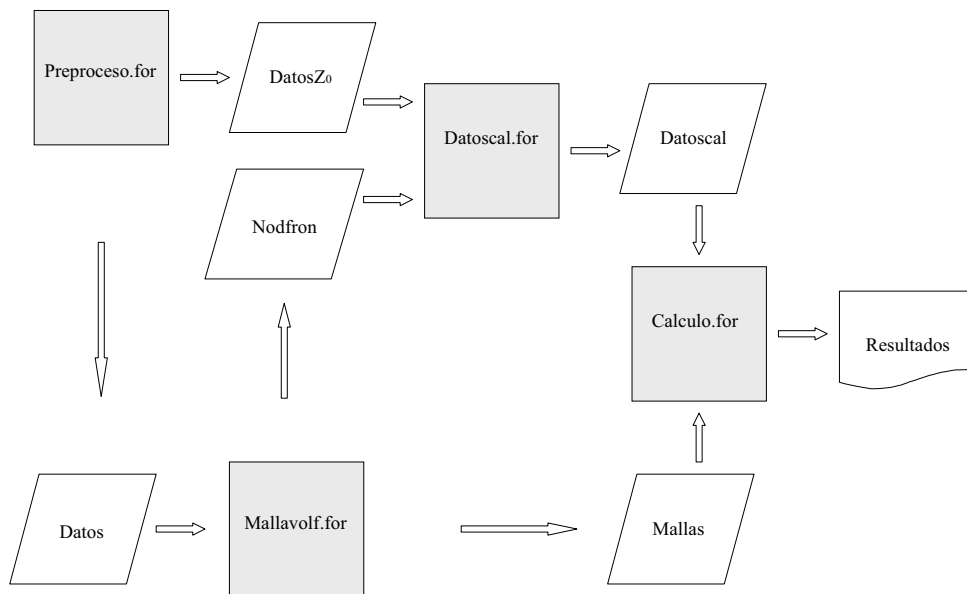 Preproceso.for
DatosZ₀
Datoscal.for
Datoscal
Nodfron
Calculo.for
Resultados
Datos
Mallavolf.for
Mallas